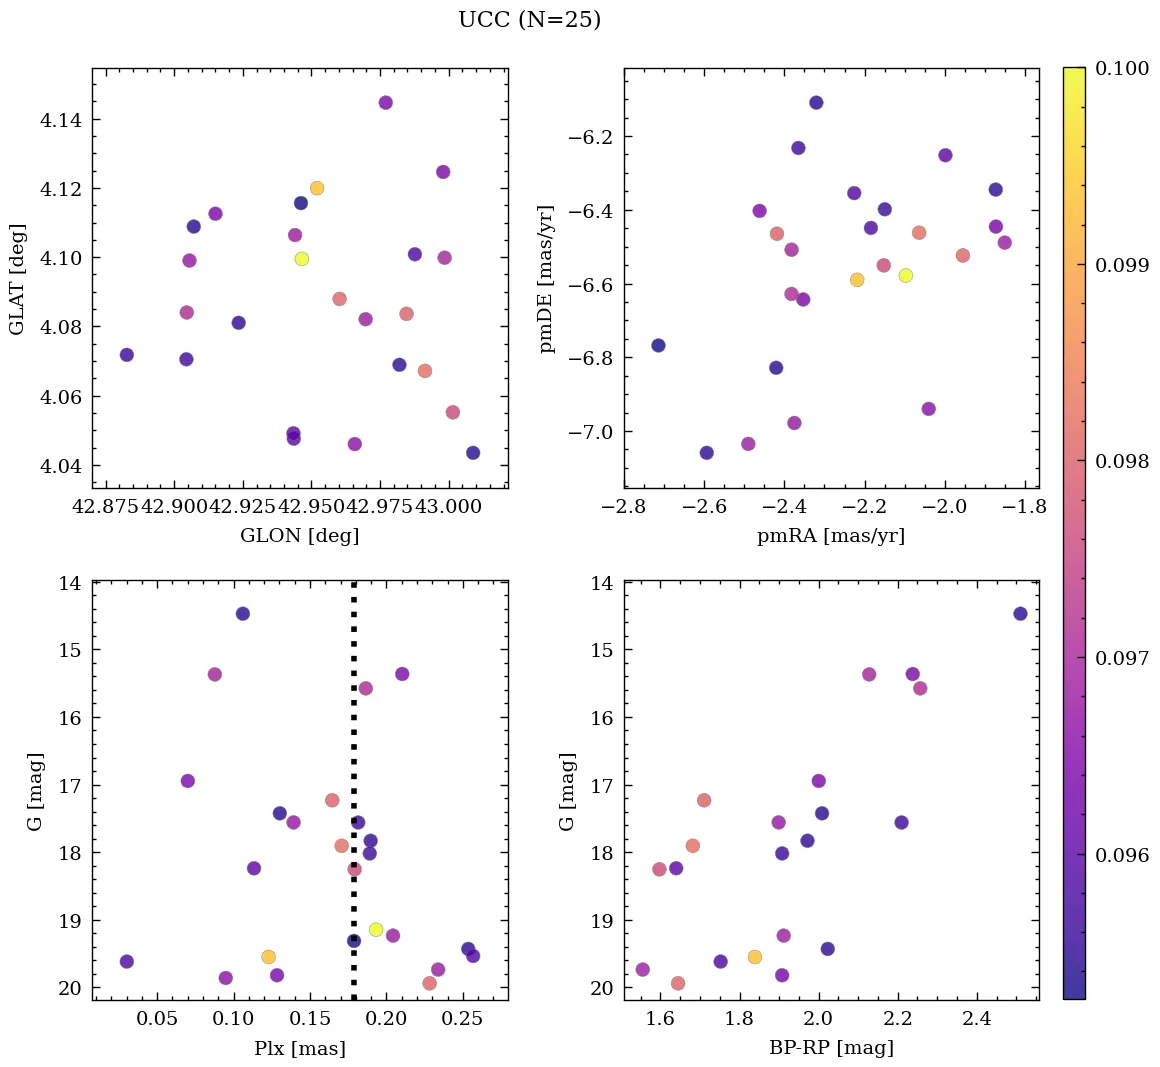 UCC (N=25)
4.14
4.12
4.10
4.08
4.06
4.04
GLAT [deg]
42.875 42.900 42.925 42.950 42.975 43.000
GLON [deg]
−6.2
−6.4
−6.6
−6.8
−7.0
pmDE [mas/yr]
−2.8 −2.6 −2.4 −2.2 −2.0 −1.8
pmRA [mas/yr]
14
15
16
17
18
19
20
G [mag]
0.05 0.10 0.15 0.20 0.25
Plx [mas]
14
15
16
17
18
19
20
G [mag]
1.6 1.8 2.0 2.2 2.4
BP-RP [mag]
0.100
0.099
0.098
0.097
0.096